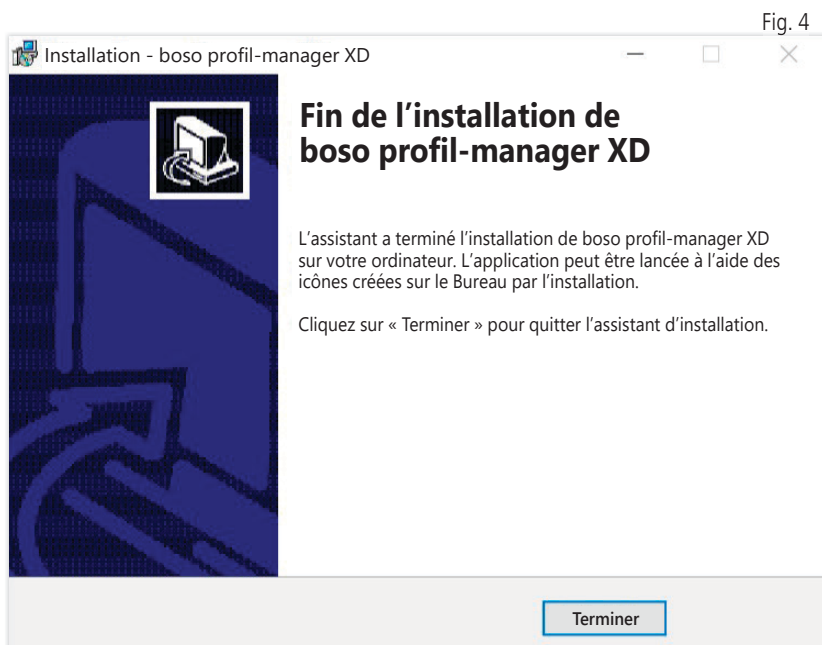 Fig. 4
Installation - boso profil-manager XD
Fin de l’installation de
boso profil-manager XD
L’assistant a terminé l’installation de boso profil-manager XD
sur votre ordinateur. L’application peut être lancée à l’aide des
icônes créées sur le Bureau par l’installation.
Cliquez sur « Terminer » pour quitter l’assistant d’installation.
Terminer